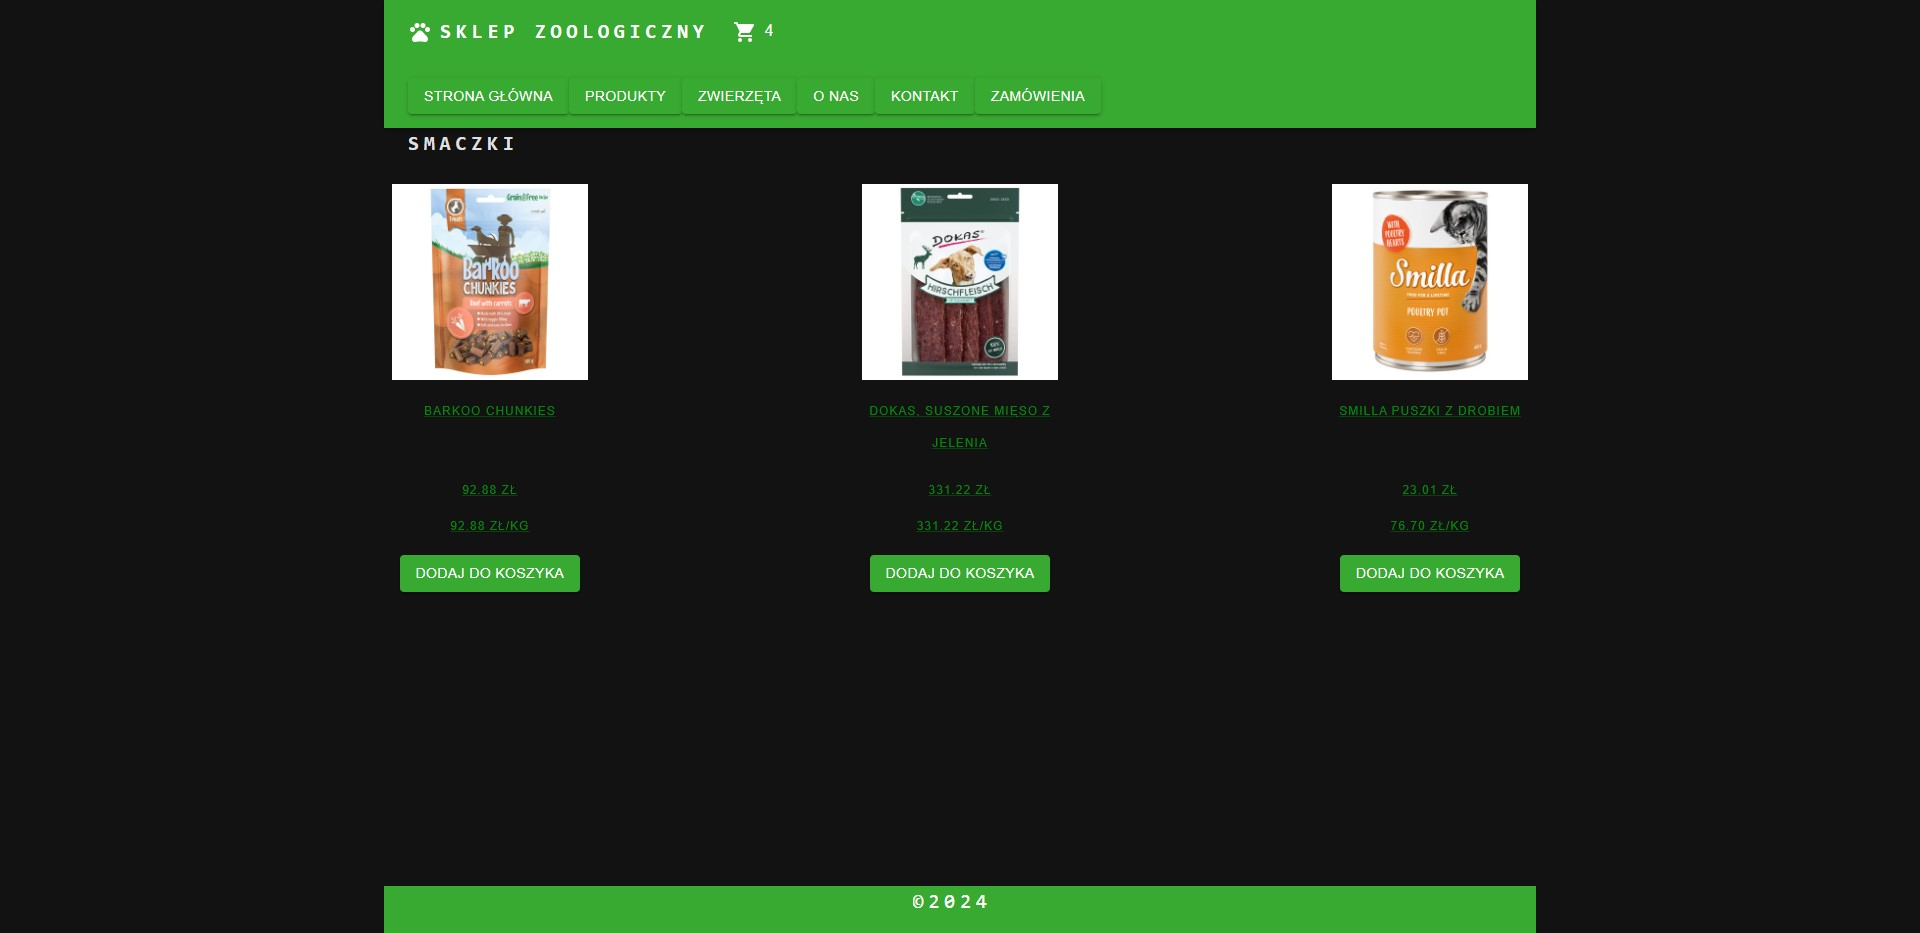 SKLEP ZOOLOGICZNY 4
STRONA GŁÓWNA PRODUKTY ZWIERZĘTA O NAS KONTAKT ZAMÓWIENIA
SMACZKI
Grain Free
BARKOO
CHUNKIES
Beef with carrots
DOKAS
HIRSCHFLEISCH
WITH
POULTRY
HEARTS
Smilla
POULTRY POT
BARKOO CHUNKIES
DOKAS, SUSZONE MIĘSO Z
JELENIA
SMILLA PUSZKI Z DROBIEM
92.88 ZŁ
331.22 ZŁ
23.01 ZŁ
92.88 ZŁ/KG
331.22 ZŁ/KG
76.70 ZŁ/KG
DODAJ DO KOSZYKA
DODAJ DO KOSZYKA
DODAJ DO KOSZYKA
©2024